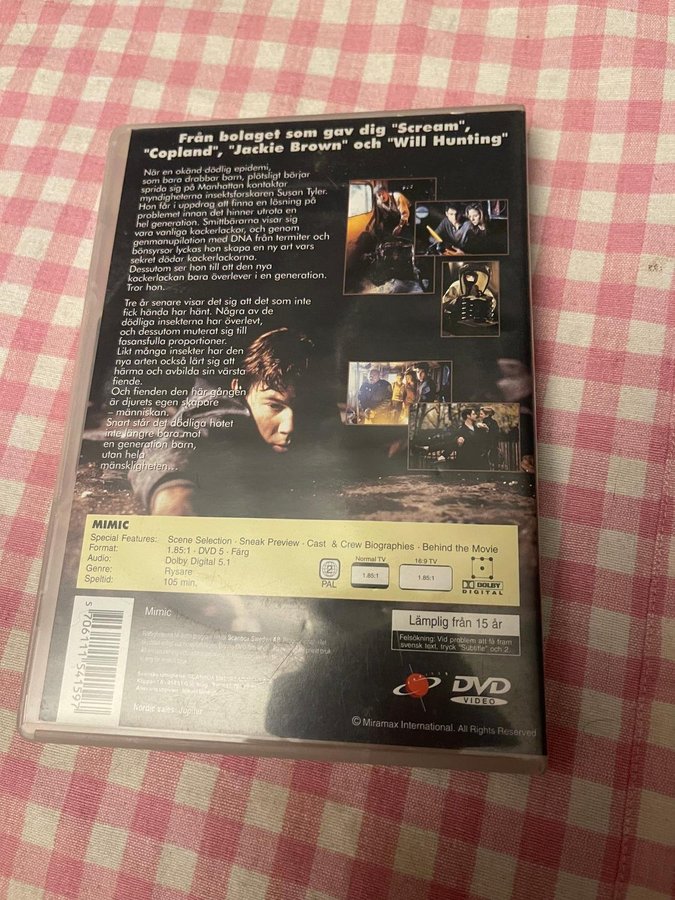 Från bolaget som gav dig "Scream",
"Copland", "Jackie Brown" och "Will Hunting"
När en okänd dödlig epidemi,
som bara drabbar barn, plötsligt börjar
sprida sig på Manhattan kontaktar
myndigheterna insektsforskaren Susan Tyler.
Hon får i uppdrag att finna en lösning på
problemet innan det hinner utrota en
hel generation. Smittbärarna visar sig
vara vanliga kackerlackor, och genom
genmanupilation med DNA från termiter och
bönsyrsor lyckas hon skapa en ny art vars
sekret dödar kackerlackorna.
Dessutom ser hon till att den nya
kackerlackan bara överlever i en generation.
Tror hon.
Tre år senare visar det sig att det som inte
fick hända har hänt. Några av de
dödliga insekterna har överlevt,
och dessutom muterat sig till
fasansfulla proportioner.
Likt många insekter har den
nya arten också lärt sig att
härma och avbilda sin värsta
fiende.
Och fienden den här gången
är djurets egen skapare
– människan.
Snart står det dödliga hotet
inte längre bara mot
en generation barn,
utan hela
mänskligheten...
MIMIC
Special Features: Scene Selection · Sneak Preview · Cast & Crew Biographies · Behind the Movie
Format: 1.85:1 · DVD 5 · Färg
Audio: Dolby Digital 5.1
Genre: Rysare
Speltid: 105 min.
2
PAL
Normal TV
1.85:1
16:9 TV
1.85:1
DOLBY
DIGITAL
Mimic
Scanbox Sweden AB
Nordic sales: Jupiter
5 706111 541597
Lämplig från 15 år
Felsökning: Vid problem att få fram
svensk text, tryck "Subtitle" och 2.
DVD
VIDEO
© Miramax International. All Rights Reserved